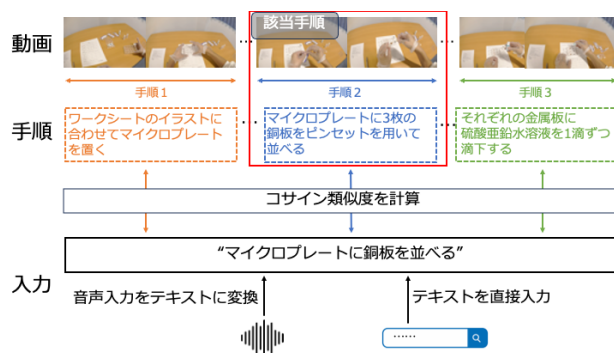 動画
該当手順
...
...
手順1
手順2
手順3
手順
ワークシートのイラストに
合わせてマイクロプレート
を置く
...
マイクロプレートに3枚の
銅板をピンセットを用いて
並べる
...
それぞれの金属板に
硫酸亜鉛水溶液を1滴ずつ
滴下する
コサイン類似度を計算
入力
“マイクロプレートに銅板を並べる”
音声入力をテキストに変換
テキストを直接入力
......